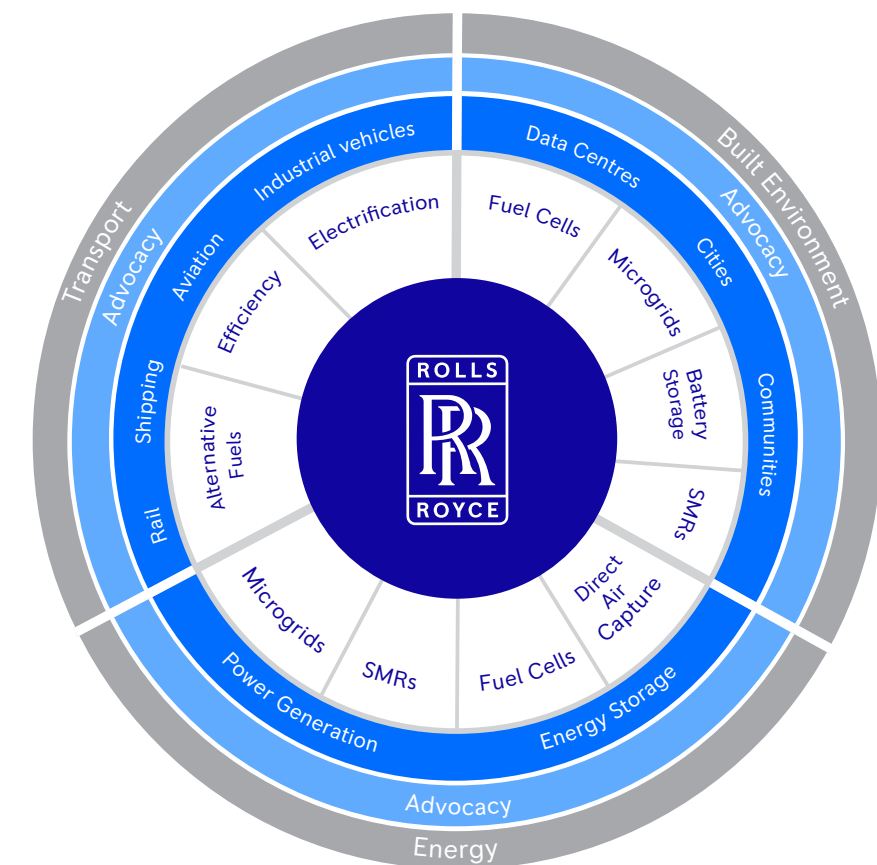 Transport
Built Environment
Energy
Advocacy
Advocacy
Advocacy
Rail
Shipping
Aviation
Industrial vehicles
Data Centres
Cities
Communities
Energy Storage
Power Generation
Alternative
Fuels
Efficiency
Electrification
Fuel Cells
Microgrids
Battery
Storage
SMRs
Direct
Air
Capture
Fuel Cells
SMRs
Microgrids
ROLLS
RR
ROYCE